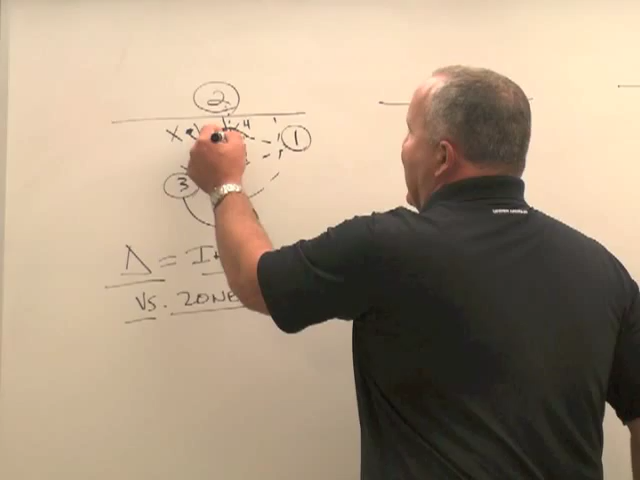 2
X 4
1
3
Δ =
VS. ZONE